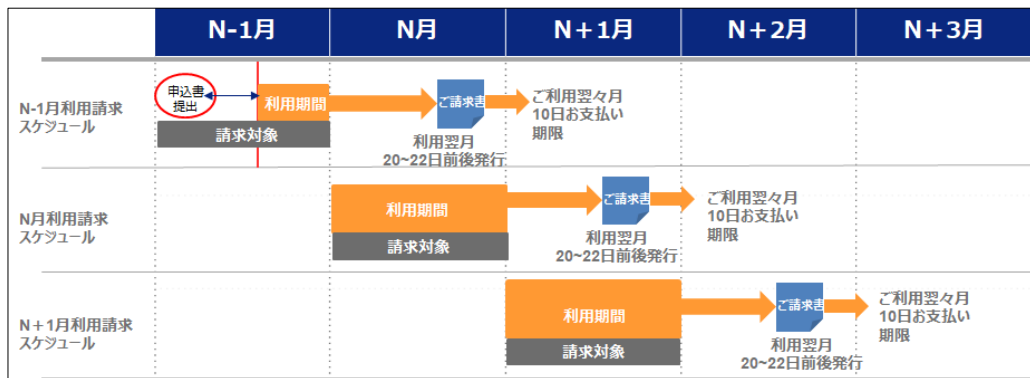 N-1月
N月
N＋1月
N＋2月
N＋3月
N-1月利用請求
スケジュール
申込書
提出
利用期間
請求対象
ご請求書
利用翌月
20~22日前後発行
ご利用翌々月
10日お支払い
期限
N月利用請求
スケジュール
利用期間
請求対象
ご請求書
利用翌月
20~22日前後発行
ご利用翌々月
10日お支払い
期限
N＋1月利用請求
スケジュール
利用期間
請求対象
ご請求書
利用翌月
20~22日前後発行
ご利用翌々月
10日お支払い
期限